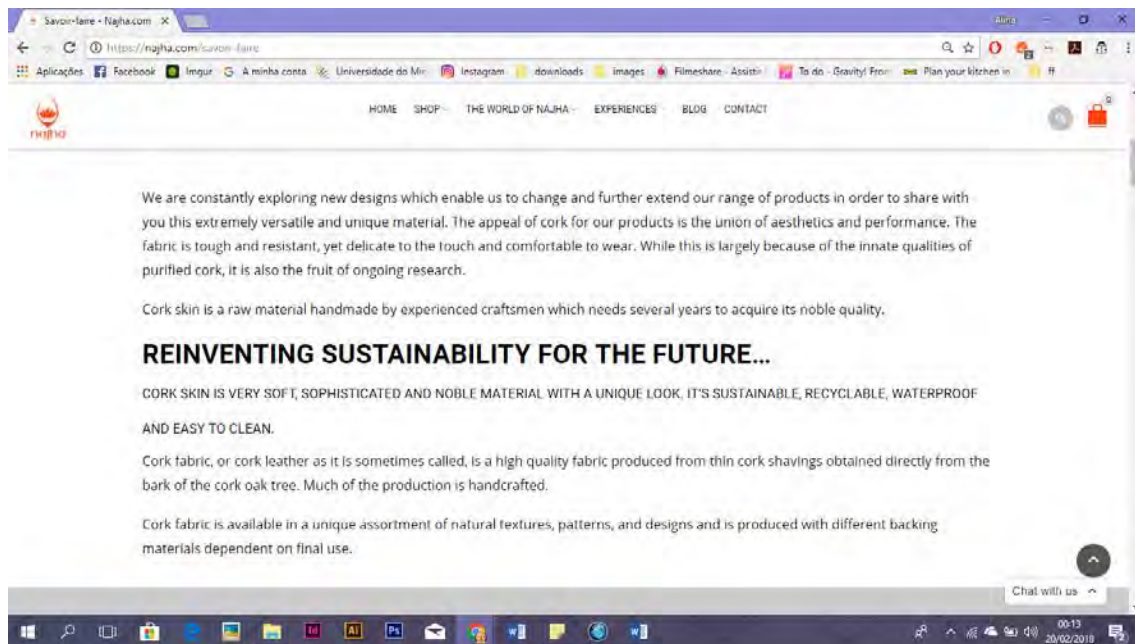 Savoir-faire - Najha.com
https://najha.com/savoir-faire
Aplicações Facebook Imgur A minha conta Universidade do Instagram downloads images Filmeshare - To do - Gravity! Plan your kitchen in ff
najha
HOME SHOP THE WORLD OF NAJHA EXPERIENCES BLOG CONTACT
We are constantly exploring new designs which enable us to change and further extend our range of products in order to share with
you this extremely versatile and unique material. The appeal of cork for our products is the union of aesthetics and performance. The
fabric is tough and resistant, yet delicate to the touch and comfortable to wear. While this is largely because of the innate qualities of
purified cork, it is also the fruit of ongoing research.
Cork skin is a raw material handmade by experienced craftsmen which needs several years to acquire its noble quality.
REINVENTING SUSTAINABILITY FOR THE FUTURE...
CORK SKIN IS VERY SOFT, SOPHISTICATED AND NOBLE MATERIAL WITH A UNIQUE LOOK. IT'S SUSTAINABLE, RECYCLABLE, WATERPROOF
AND EASY TO CLEAN.
Cork fabric, or cork leather as it is sometimes called, is a high quality fabric produced from thin cork shavings obtained directly from the
bark of the cork oak tree. Much of the production is handcrafted.
Cork fabric is available in a unique assortment of natural textures, patterns, and designs and is produced with different backing
materials dependent on final use.
Chat with us
00:13
20/02/2018